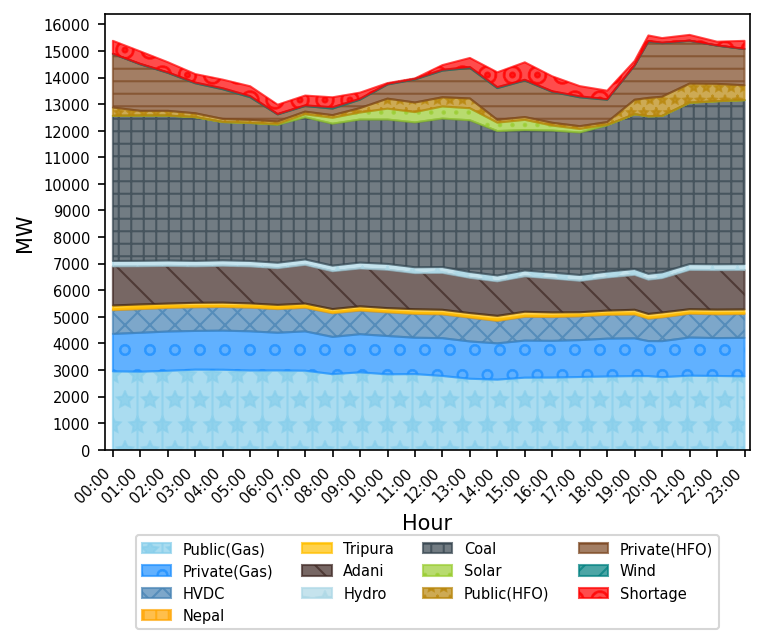 16000
15000
14000
13000
12000
11000
10000
9000
8000
7000
6000
5000
4000
3000
2000
1000
0
MW
00:00 01:00 02:00 03:00 04:00 05:00 06:00 07:00 08:00 09:00 10:00 11:00 12:00 13:00 14:00 15:00 16:00 17:00 18:00 19:00 20:00 21:00 22:00 23:00
Hour
Public(Gas) Tripura Coal Private(HFO)
Private(Gas) Adani Solar Wind
HVDC Hydro Public(HFO) Shortage
Nepal